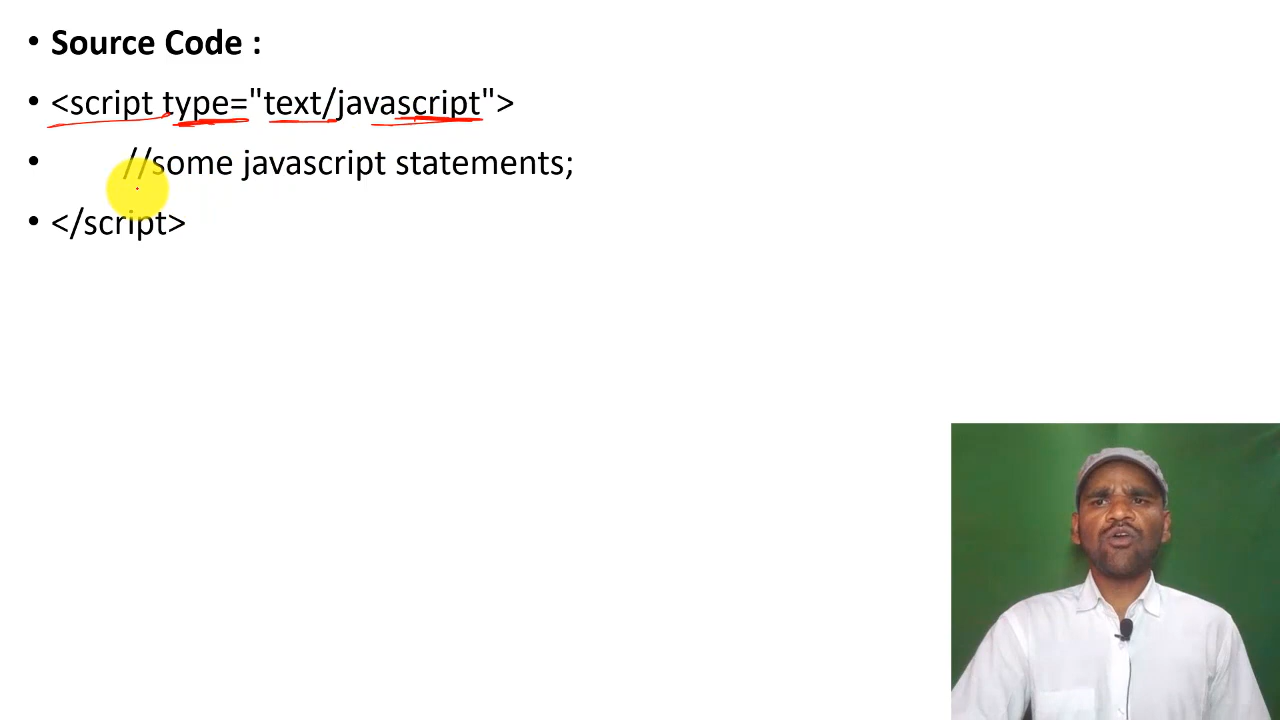 • Source Code :
• <script type="text/javascript">
• //some javascript statements;
• </script>